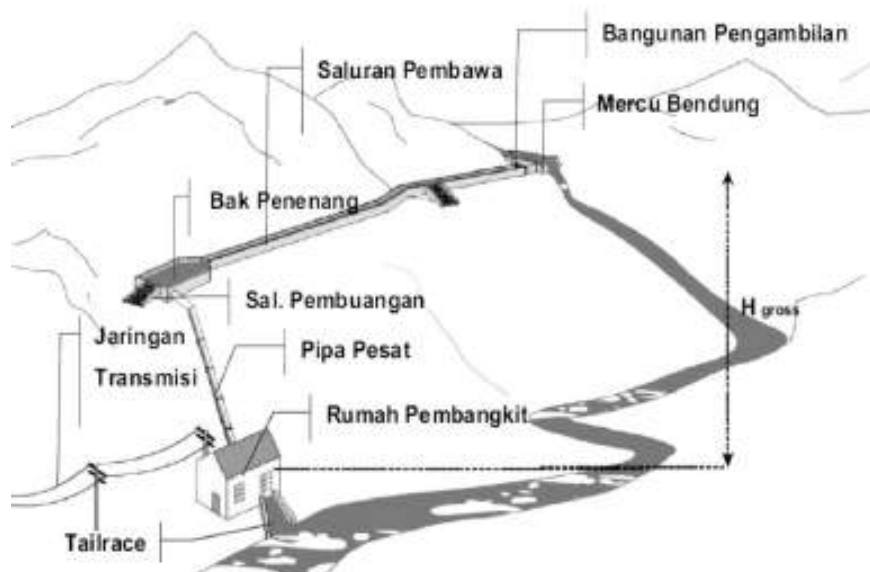 Bangunan Pengambilan
Saluran Pembawa
Mercu Bendung
Bak Penenang
Sal. Pembuangan
H gross
Jaringan
Transmisi
Pipa Pesat
Rumah Pembangkit
Tailrace